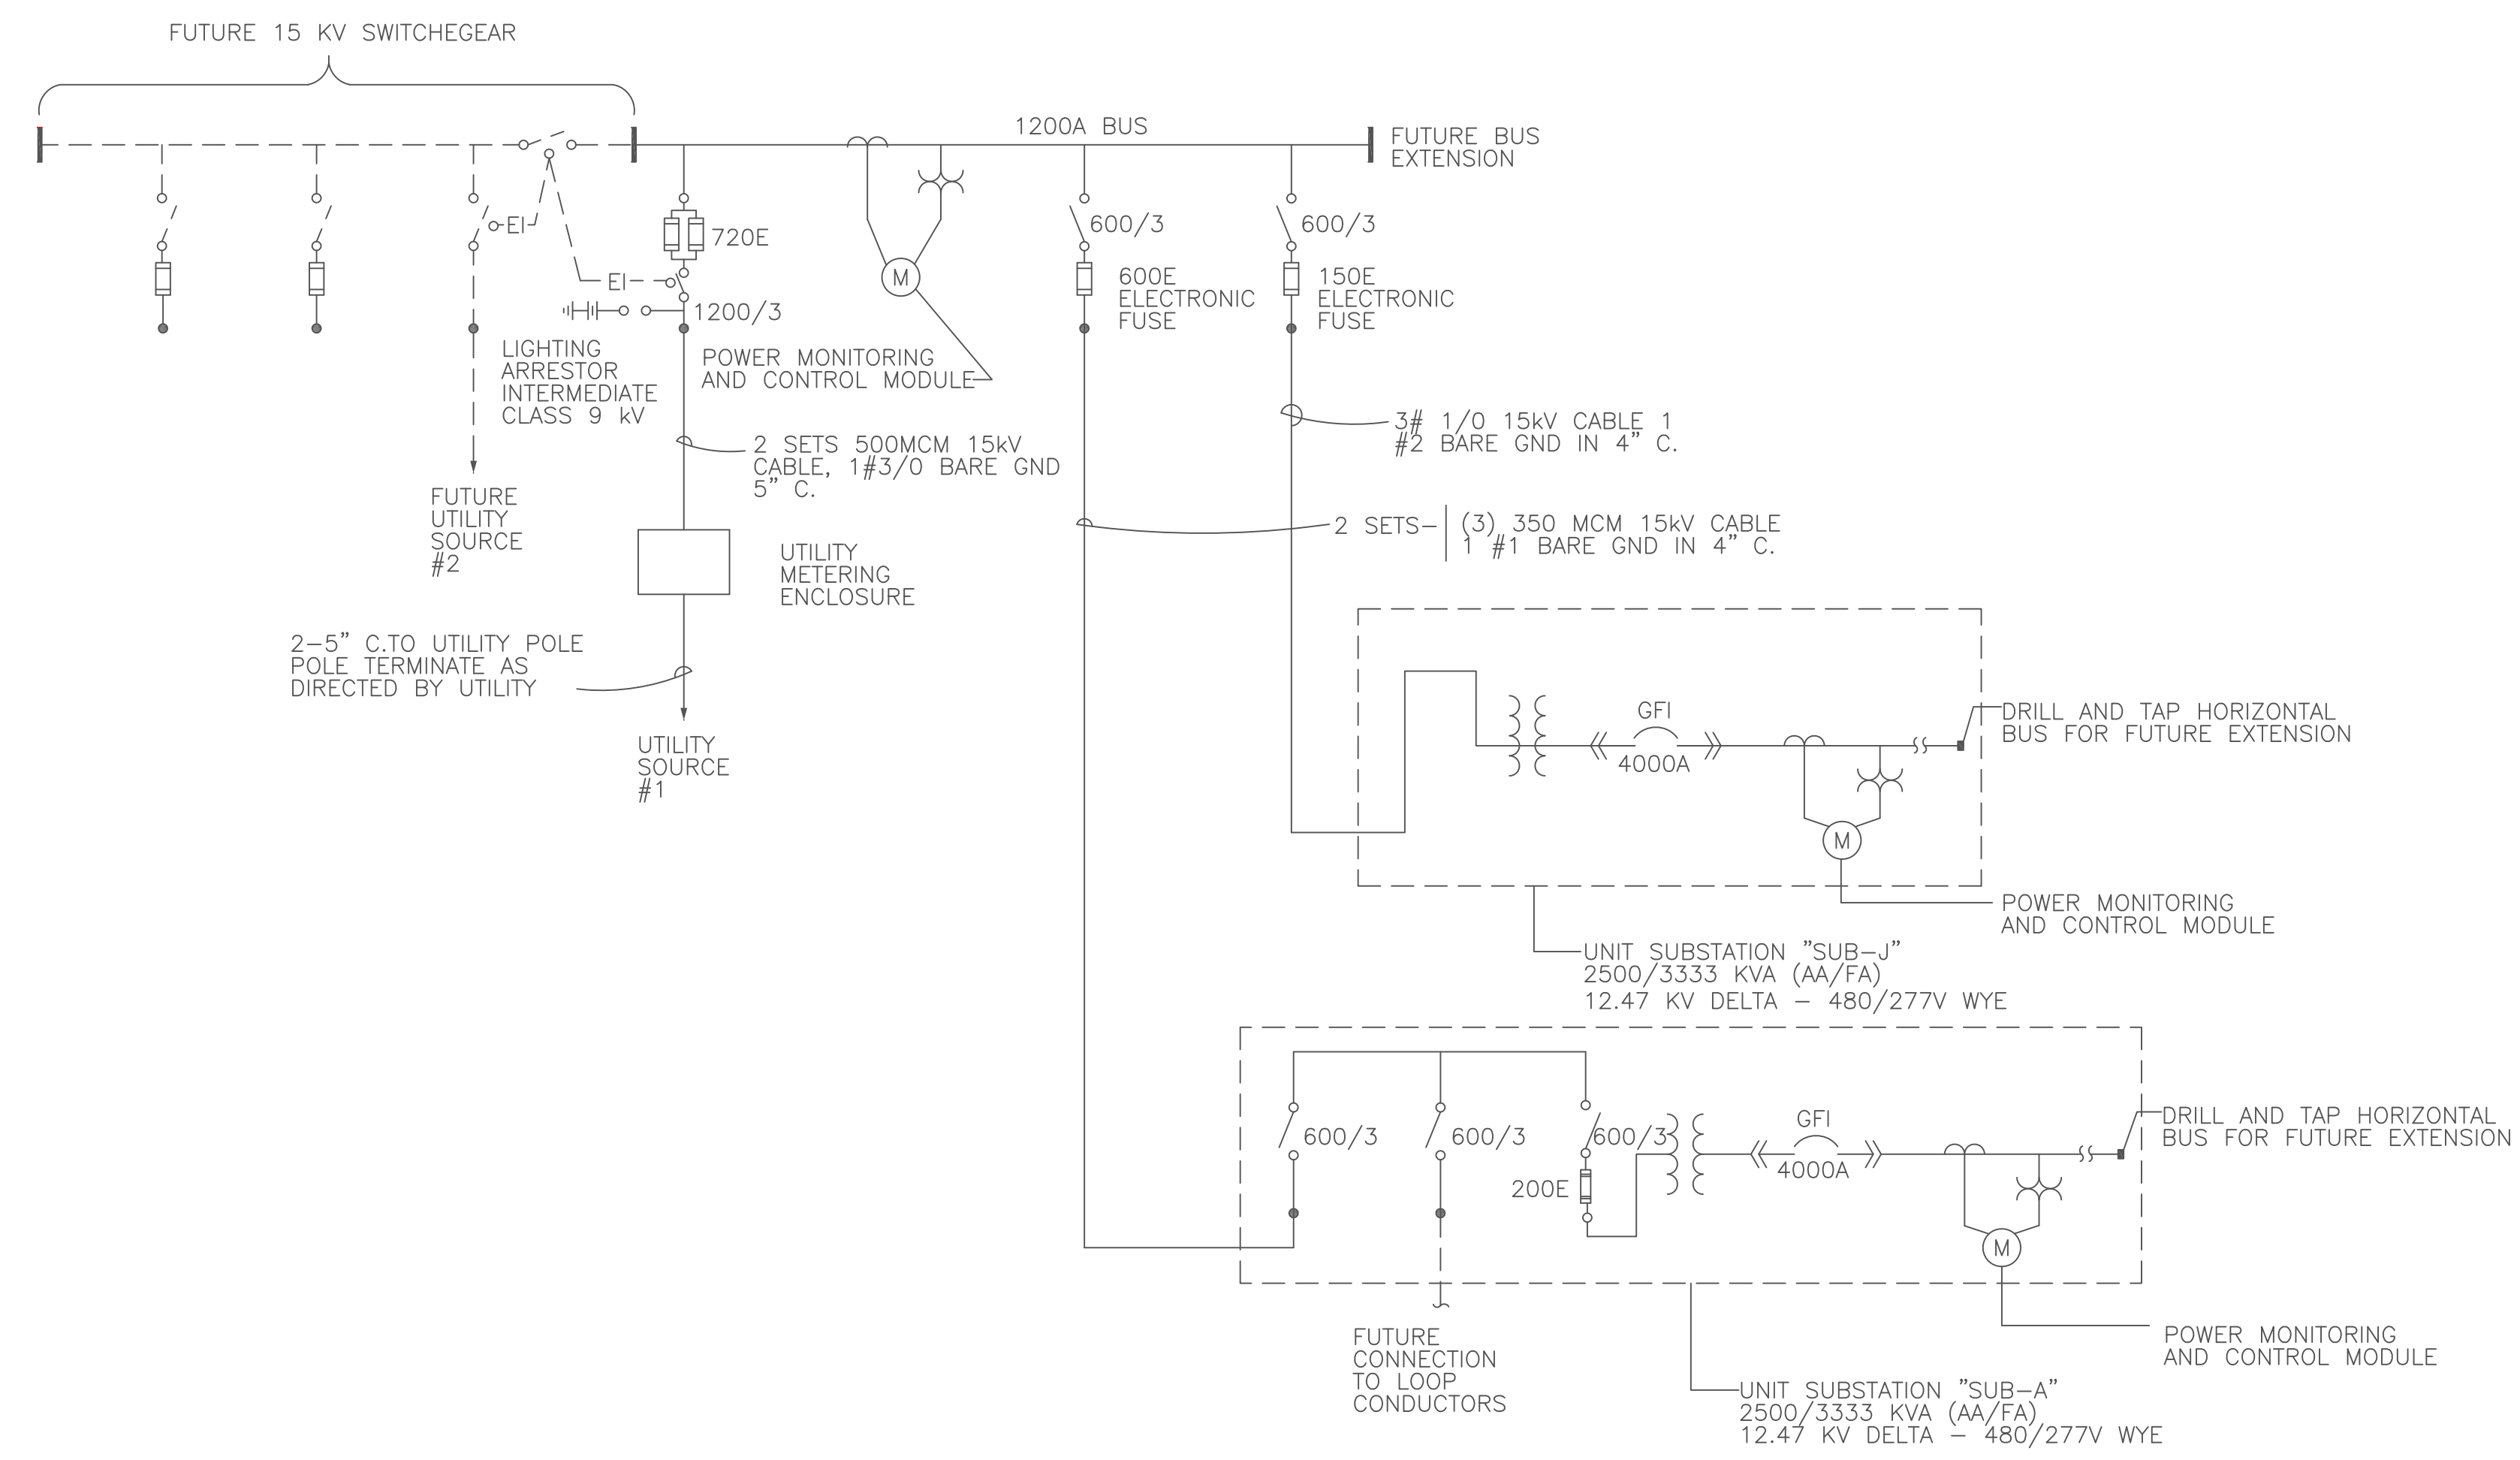 FUTURE 15 KV SWITCHEGEAR
1200A BUS
FUTURE BUS
EXTENSION
EI
720E
EI
1200/3
M
600/3
600E
ELECTRONIC
FUSE
600/3
150E
ELECTRONIC
FUSE
LIGHTING
ARRESTOR
INTERMEDIATE
CLASS 9 kV
POWER MONITORING
AND CONTROL MODULE
2 SETS 500MCM 15kV
CABLE, 1#3/0 BARE GND
5" C.
3# 1/0 15kV CABLE 1
#2 BARE GND IN 4" C.
FUTURE
UTILITY
SOURCE
#2
2 SETS-
(3) 350 MCM 15kV CABLE
1 #1 BARE GND IN 4" C.
UTILITY
METERING
ENCLOSURE
2-5" C.TO UTILITY POLE
POLE TERMINATE AS
DIRECTED BY UTILITY
UTILITY
SOURCE
#1
GFI
4000A
M
DRILL AND TAP HORIZONTAL
BUS FOR FUTURE EXTENSION
POWER MONITORING
AND CONTROL MODULE
UNIT SUBSTATION "SUB-J"
2500/3333 KVA (AA/FA)
12.47 KV DELTA - 480/277V WYE
600/3
600/3
600/3
200E
GFI
4000A
M
DRILL AND TAP HORIZONTAL
BUS FOR FUTURE EXTENSION
FUTURE
CONNECTION
TO LOOP
CONDUCTORS
POWER MONITORING
AND CONTROL MODULE
UNIT SUBSTATION "SUB-A"
2500/3333 KVA (AA/FA)
12.47 KV DELTA - 480/277V WYE